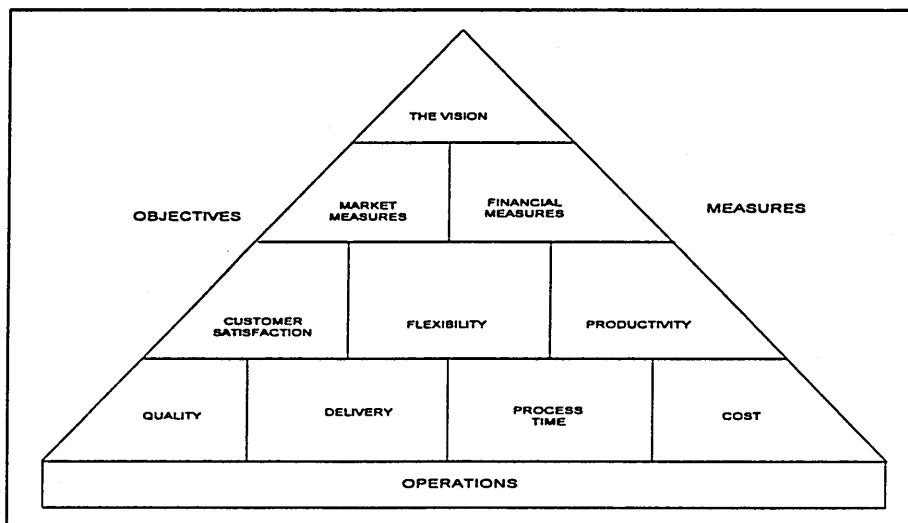 THE VISION
OBJECTIVES
MARKET
MEASURES
FINANCIAL
MEASURES
MEASURES
CUSTOMER
SATISFACTION
FLEXIBILITY
PRODUCTIVITY
QUALITY
DELIVERY
PROCESS
TIME
COST
OPERATIONS